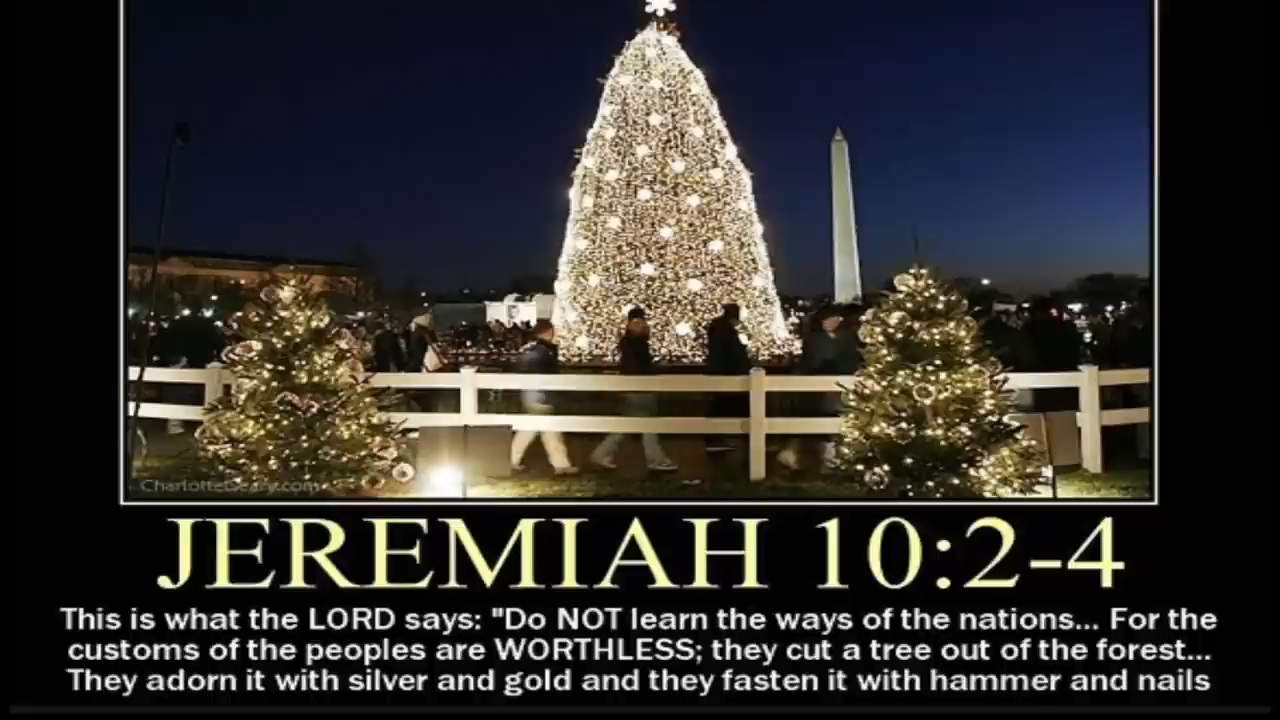 CharlotteGeary.com
JEREMIAH 10:2-4
This is what the LORD says: "Do NOT learn the ways of the nations... For the
customs of the peoples are WORTHLESS; they cut a tree out of the forest...
They adorn it with silver and gold and they fasten it with hammer and nails